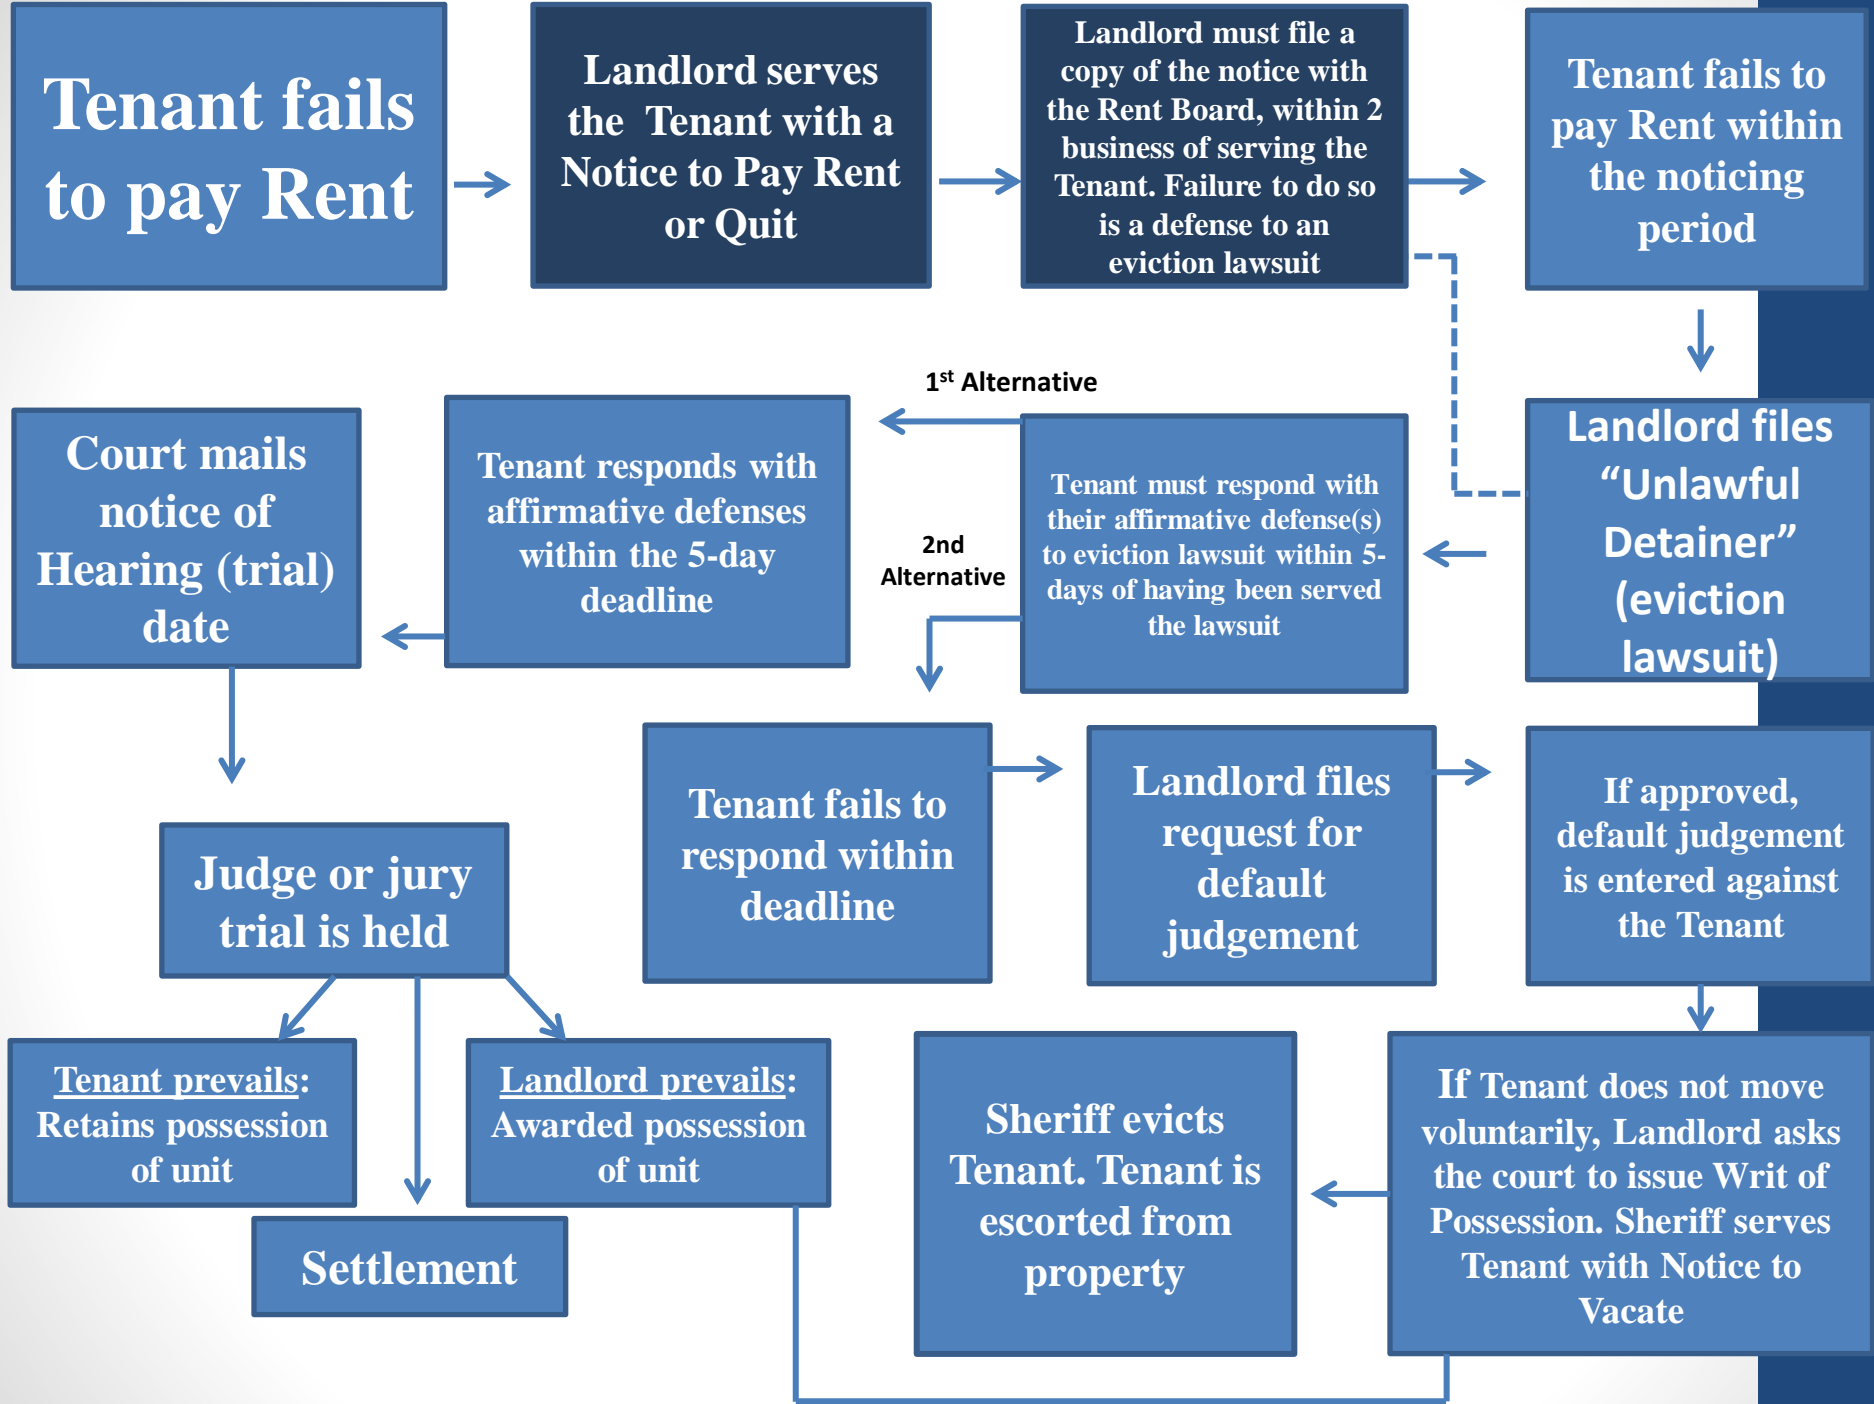 Tenant fails
to pay Rent
Landlord serves
the Tenant with a
Notice to Pay Rent
or Quit
Landlord must file a
copy of the notice with
the Rent Board, within 2
business of serving the
Tenant. Failure to do so
is a defense to an
eviction lawsuit
Tenant fails to
pay Rent within
the noticing
period
Landlord files
“Unlawful
Detainer”
(eviction
lawsuit)
Tenant must respond with
their affirmative defense(s)
to eviction lawsuit within 5-
days of having been served
the lawsuit
1st Alternative
Tenant responds with
affirmative defenses
within the 5-day
deadline
Court mails
notice of
Hearing (trial)
date
2nd
Alternative
Tenant fails to
respond within
deadline
Landlord files
request for
default
judgement
If approved,
default judgement
is entered against
the Tenant
Judge or jury
trial is held
Tenant prevails:
Retains possession
of unit
Landlord prevails:
Awarded possession
of unit
Settlement
Sheriff evicts
Tenant. Tenant is
escorted from
property
If Tenant does not move
voluntarily, Landlord asks
the court to issue Writ of
Possession. Sheriff serves
Tenant with Notice to
Vacate